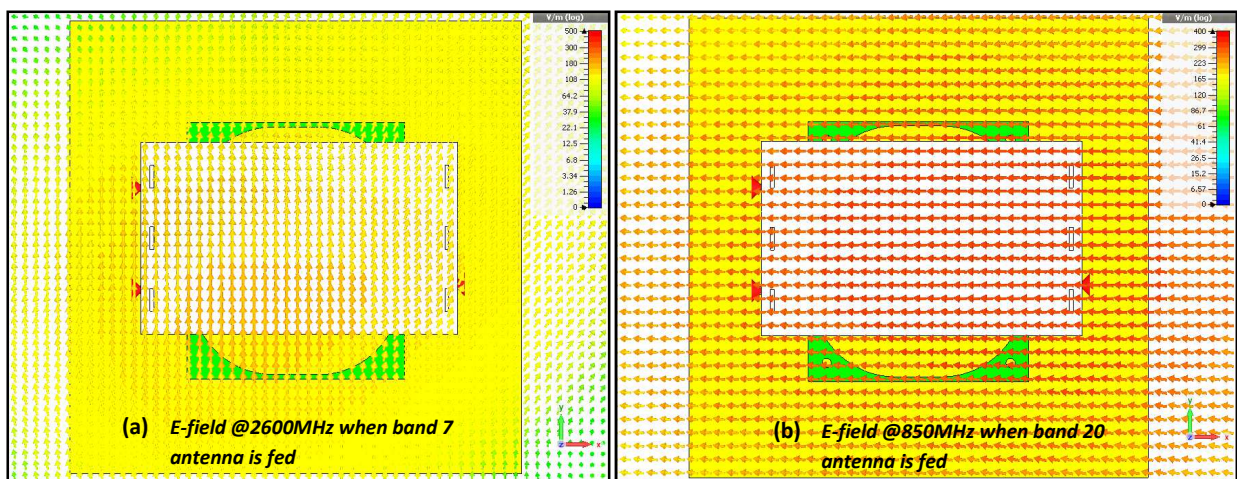 V/m (log)
500
300
180
108
64.2
37.9
22.1
12.5
6.8
3.34
1.26
0
y
z
x
(a) E-field @2600MHz when band 7
antenna is fed
V/m (log)
400
299
223
165
121
86.7
61
41.4
26.5
15.2
6.57
0
y
z
x
(b) E-field @850MHz when band 20
antenna is fed